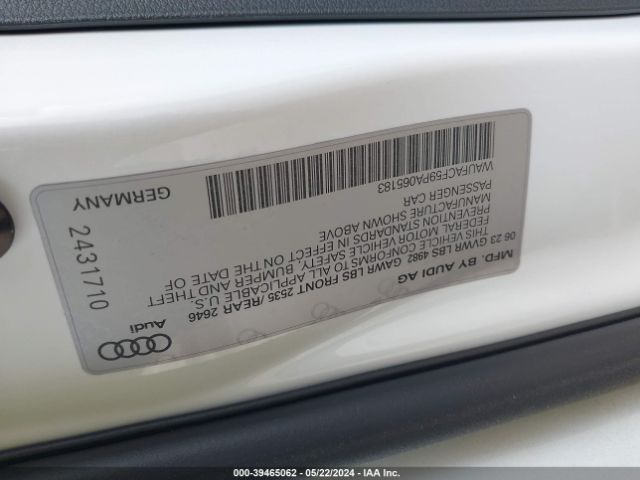 MFD. BY AUDI AG
06 23 GVWR LBS 4982 GAWR LBS FRONT 2535 /REAR 2646
THIS VEHICLE CONFORMS TO ALL APPLICABLE U.S.
FEDERAL MOTOR VEHICLE SAFETY, BUMPER AND THEFT
PREVENTION STANDARDS IN EFFECT ON THE DATE OF
MANUFACTURE SHOWN ABOVE
PASSENGER CAR
WAUFACF59PA065183
Audi
2431710
GERMANY
000-39465062 - 05/22/2024 - IAA Inc.